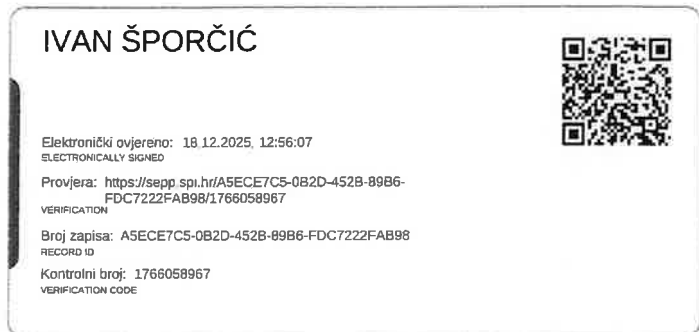 IVAN ŠPORČIĆ
Elektronički ovjereno: 18.12.2025, 12:56:07
ELECTRONICALLY SIGNED
Provjera: https://sepp.spi.hr/A5ECE7C5-0B2D-452B-89B6-
FDC7222FAB98/1766058967
VERIFICATION
Broj zapisa: A5ECE7C5-0B2D-452B-89B6-FDC7222FAB98
RECORD ID
Kontrolni broj: 1766058967
VERIFICATION CODE